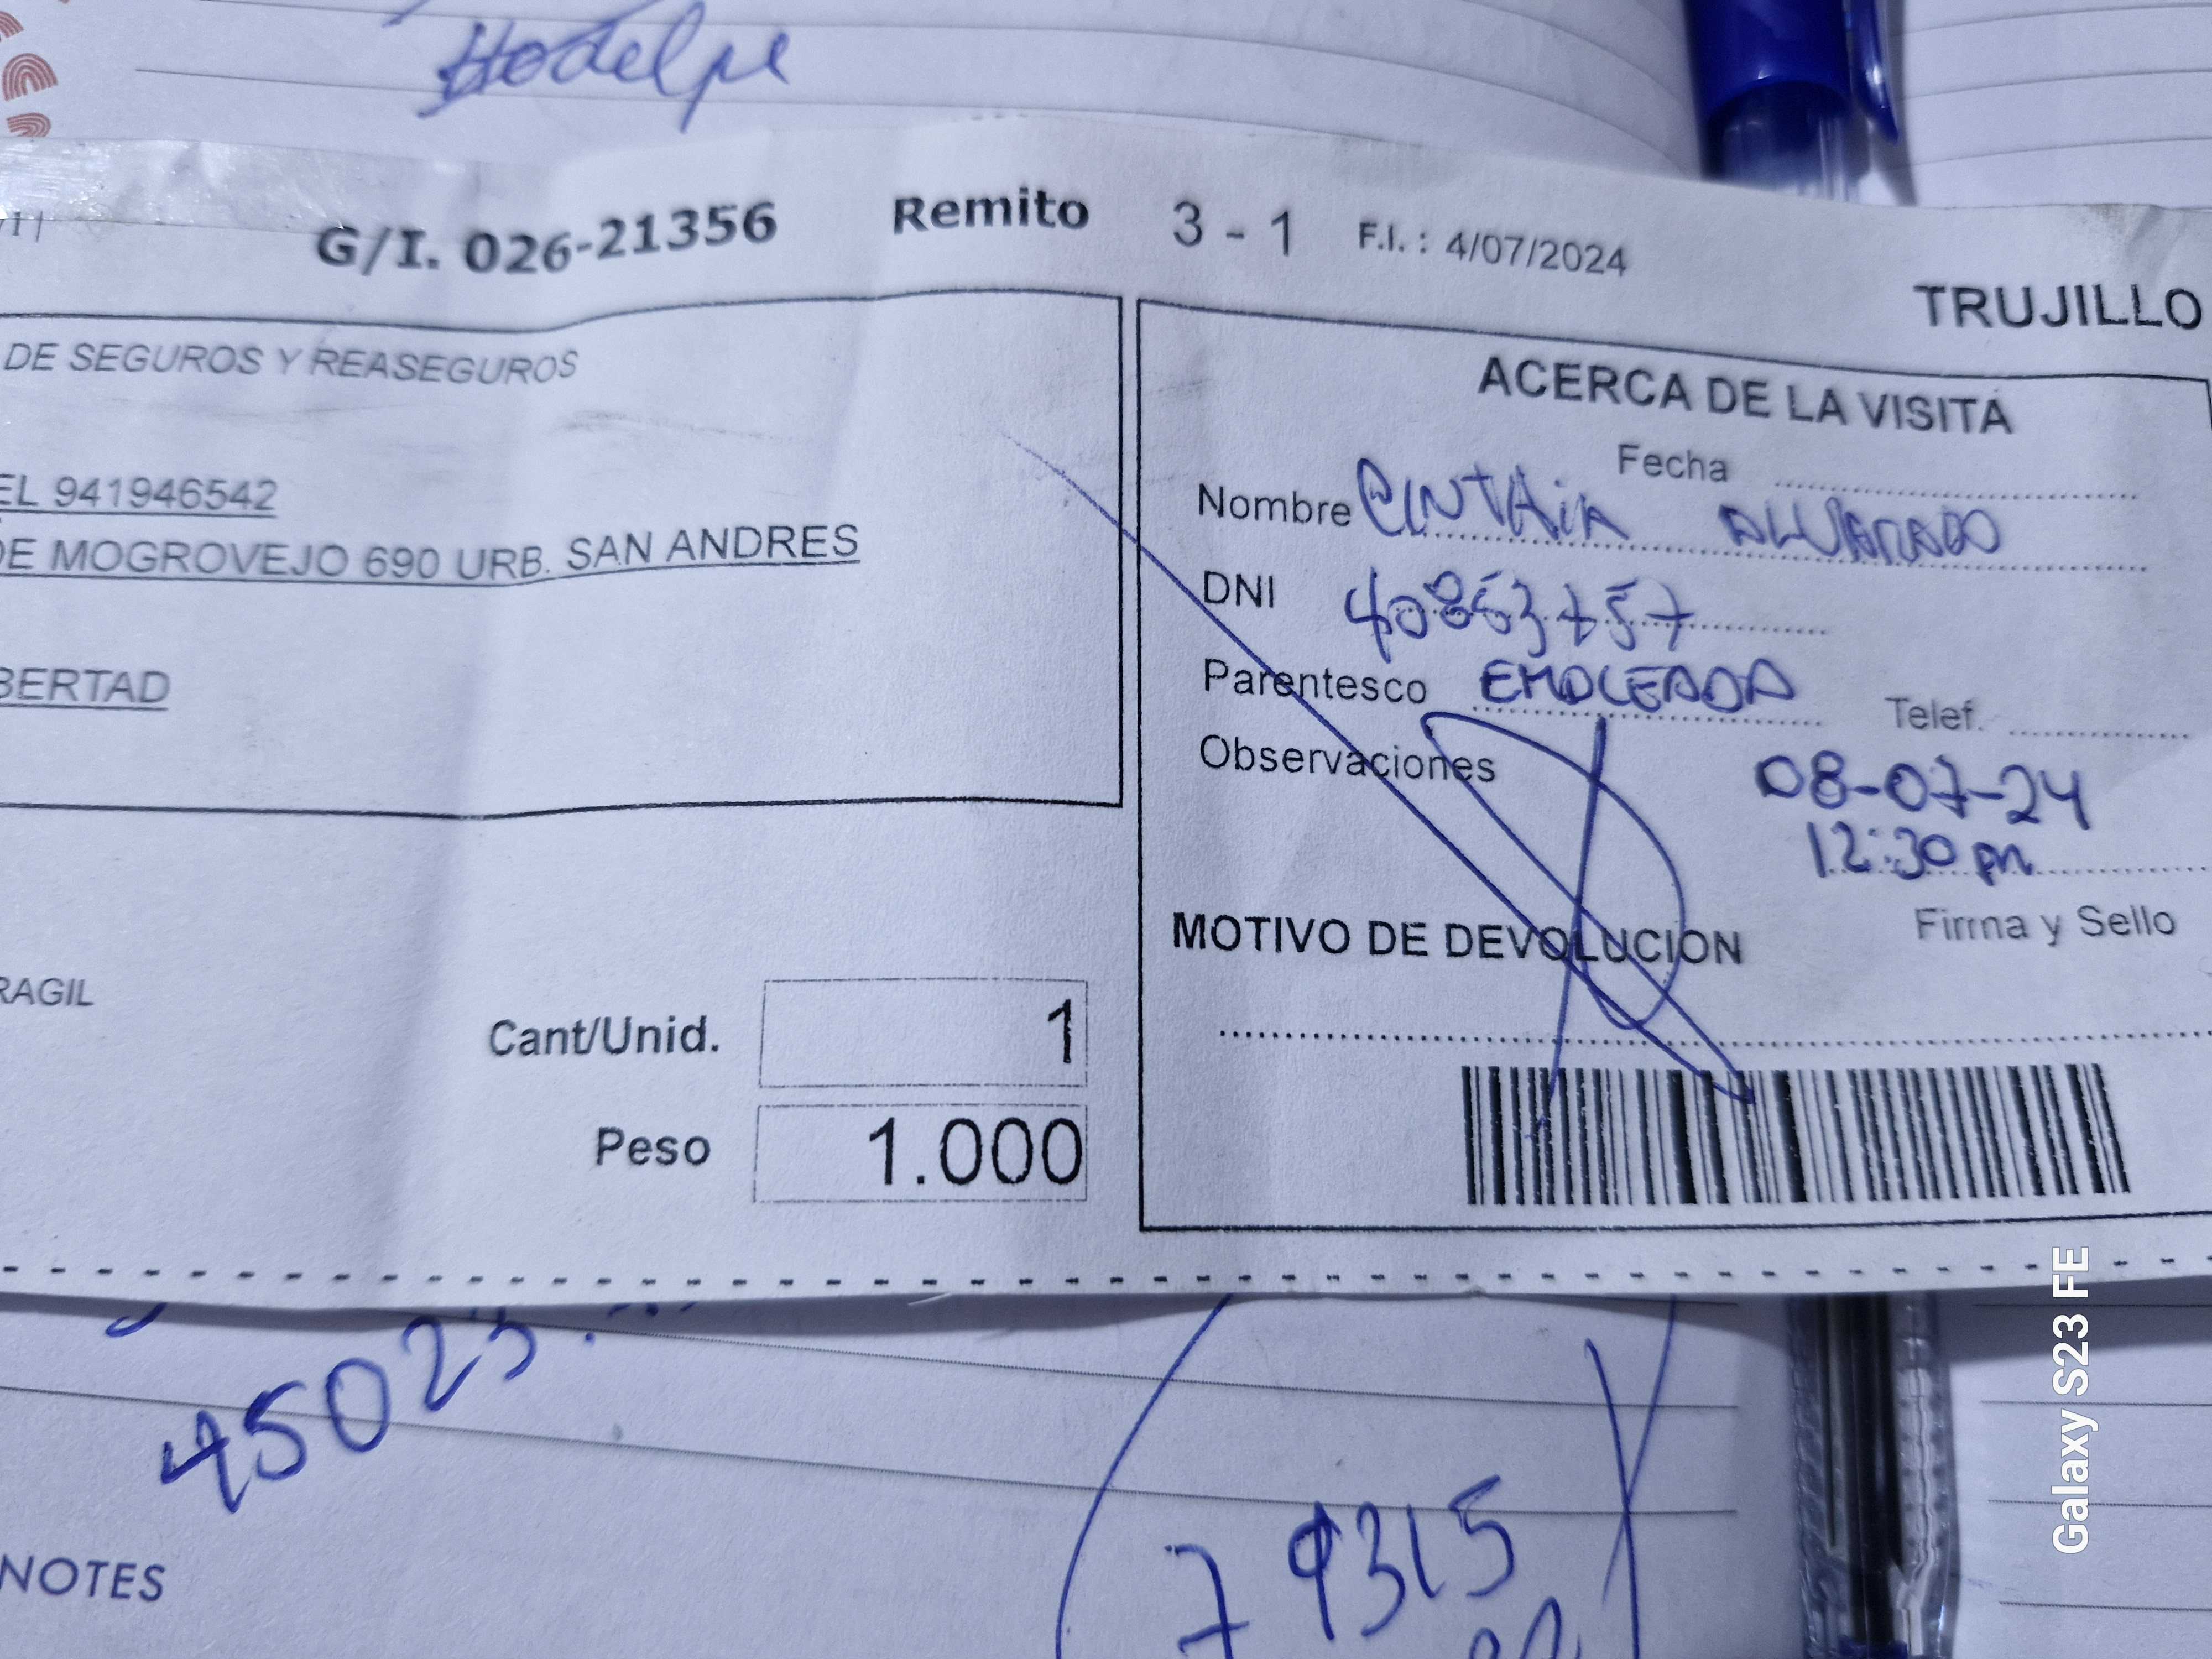 Hodelpe
G/I. 026-21356 Remito 3 - 1 F.I. : 4/07/2024
TRUJILLO
DE SEGUROS Y REASEGUROS
EL 941946542
DE MOGROVEJO 690 URB. SAN ANDRES
BERTAD
RAGIL
Cant/Unid. 1
Peso 1.000
ACERCA DE LA VISITA
Fecha
Nombre CINTHIA ALVARADO
DNI 40853757
Parentesco EMPLEADA Telef.
Observaciones
08-07-24
12:30 pm
Firma y Sello
MOTIVO DE DEVOLUCION
45023
79315
NOTES
Galaxy S23 FE